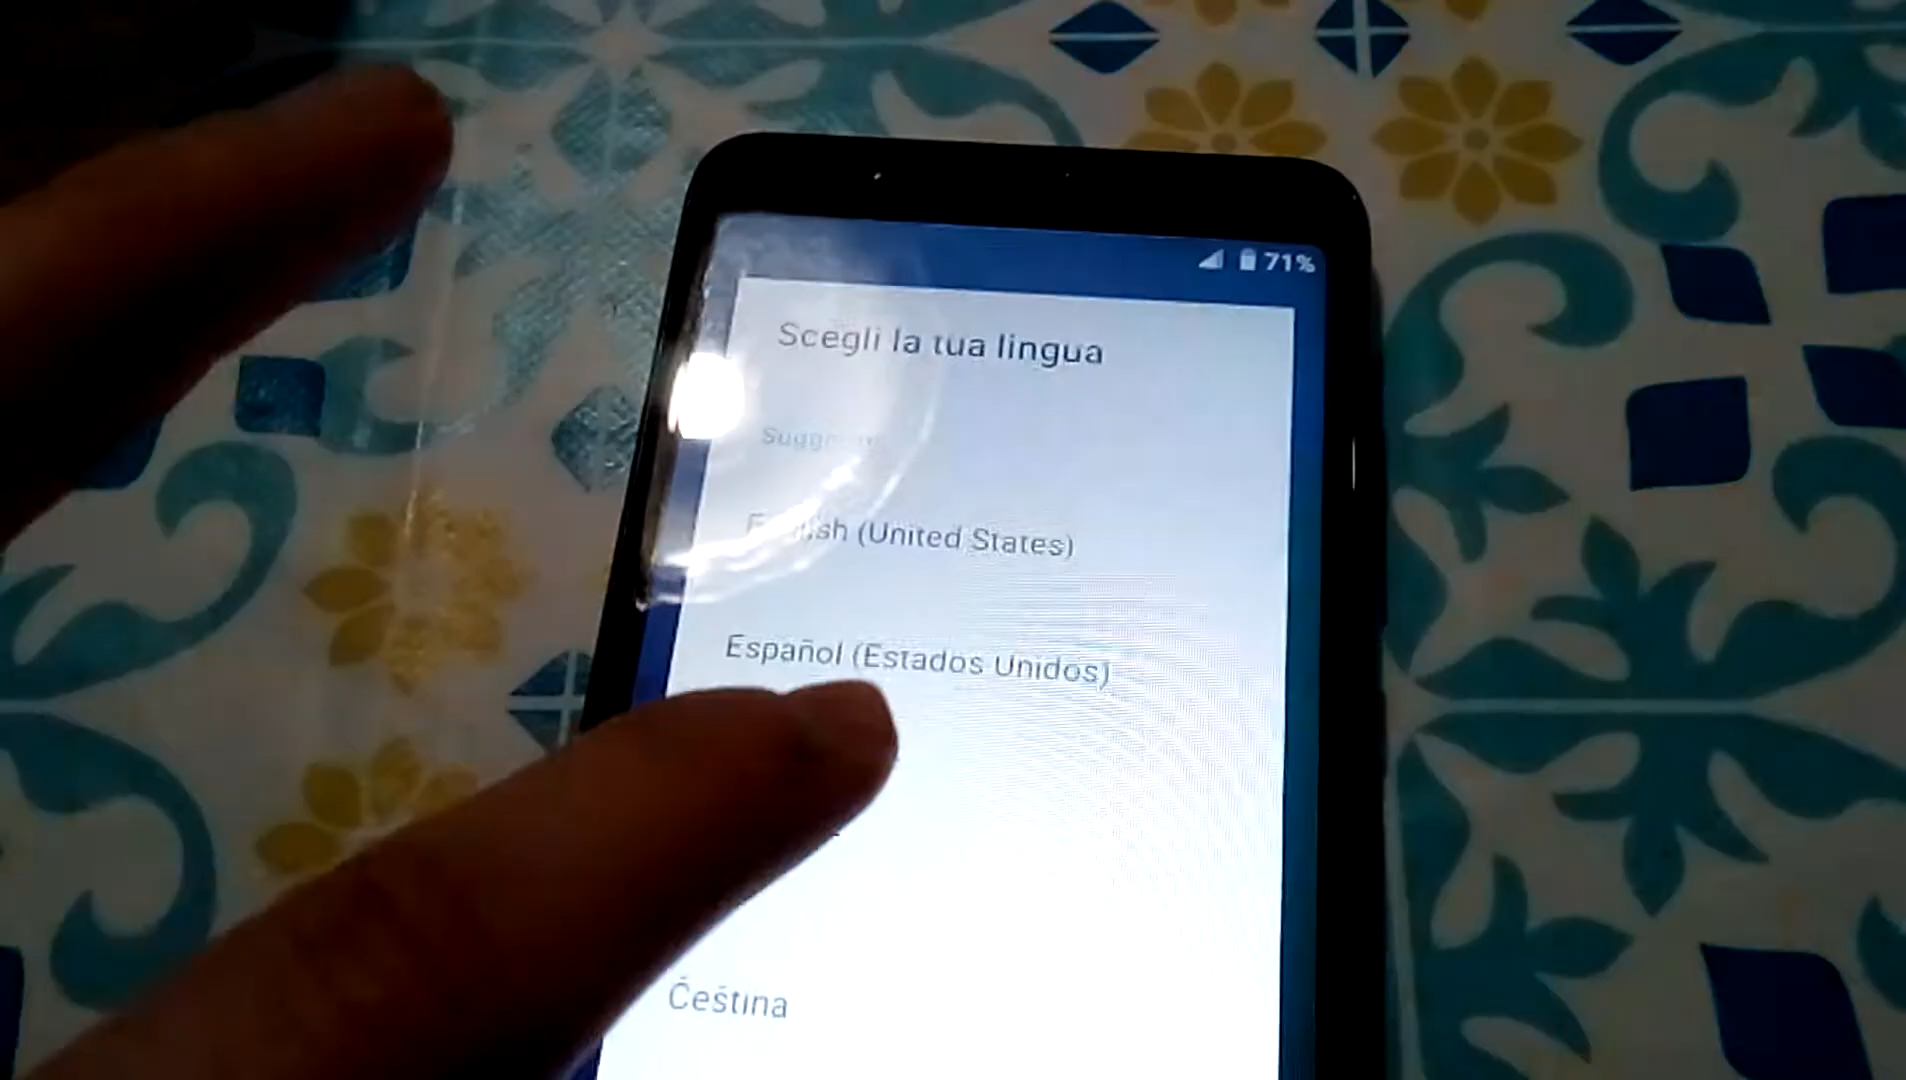 71%
Scegli la tua lingua
(United States)
Español (Estados Unidos)
Čeština